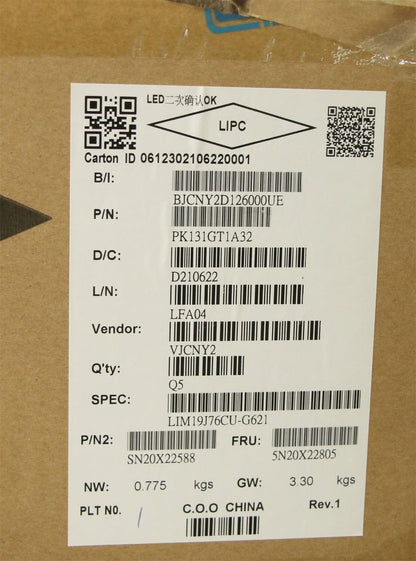 LED二次确认OK
LIPC
Carton ID 0612302106220001
B/I:
BJCNY2D126000UE
P/N:
PK131GT1A32
D/C:
D210622
L/N:
LFA04
Vendor:
VJCNY2
Q'ty:
Q5
SPEC:
LIM19J76CU-G621
P/N2: FRU:
SN20X22588 5N20X22805
NW: 0.775 kgs GW: 3.30 kgs
PLT NO. / C.O.O CHINA Rev.1